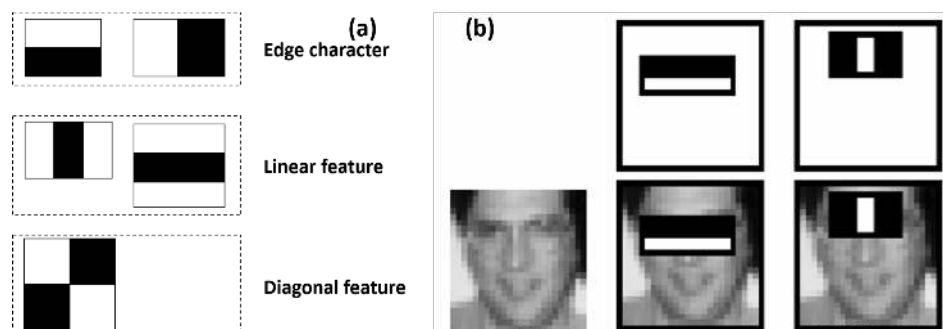 (a)
Edge character
Linear feature
Diagonal feature
(b)